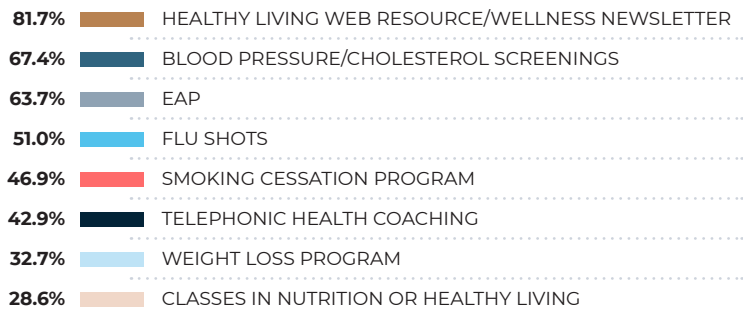 81.7% HEALTHY LIVING WEB RESOURCE/WELLNESS NEWSLETTER
67.4% BLOOD PRESSURE/CHOLESTEROL SCREENINGS
63.7% EAP
51.0% FLU SHOTS
46.9% SMOKING CESSATION PROGRAM
42.9% TELEPHONIC HEALTH COACHING
32.7% WEIGHT LOSS PROGRAM
28.6% CLASSES IN NUTRITION OR HEALTHY LIVING